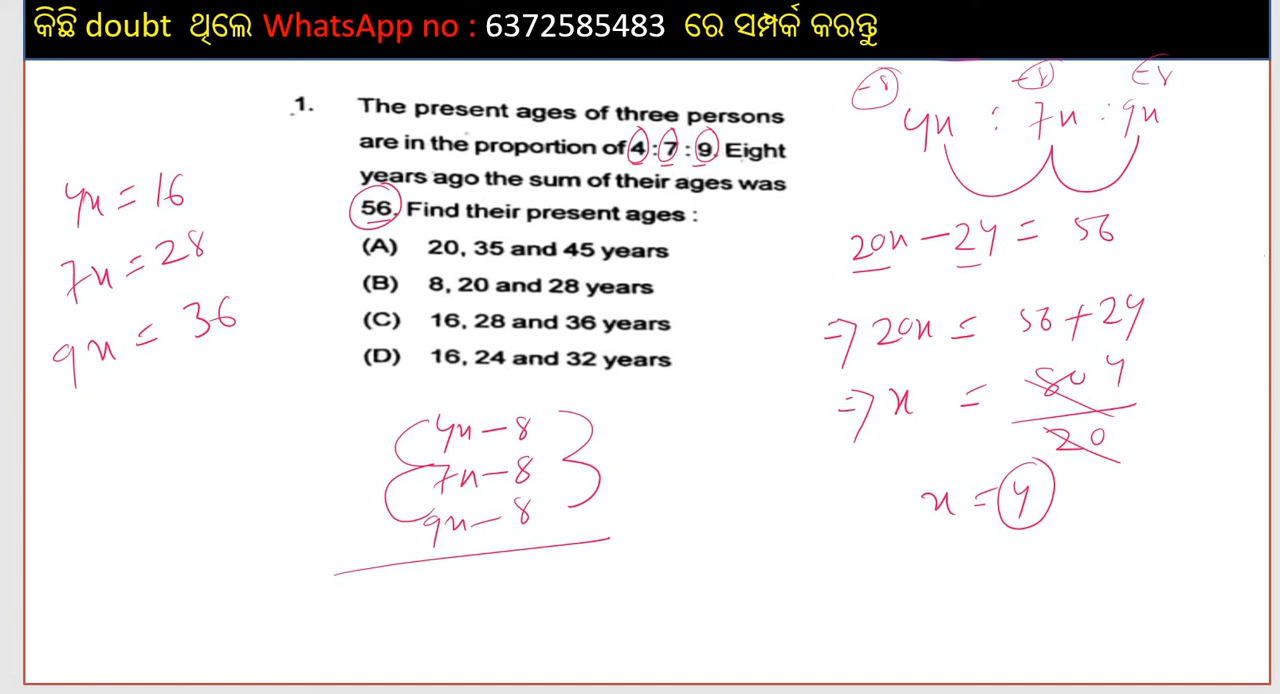 କିଛି doubt ଥିଲେ WhatsApp no : 6372585483 ରେ ସମ୍ପର୍କ କରନ୍ତୁ
1. The present ages of three persons
are in the proportion of 4 : 7 : 9. Eight
years ago the sum of their ages was
56. Find their present ages :
(A) 20, 35 and 45 years
(B) 8, 20 and 28 years
(C) 16, 28 and 36 years
(D) 16, 24 and 32 years
4x = 16
7x = 28
9x = 36
4x - 8
7x - 8
9x - 8
-8 -8 -8
4x : 7x : 9x
20x - 24 = 56
⇒ 20x = 56 + 24
⇒ x = 80 4
20
x = 4